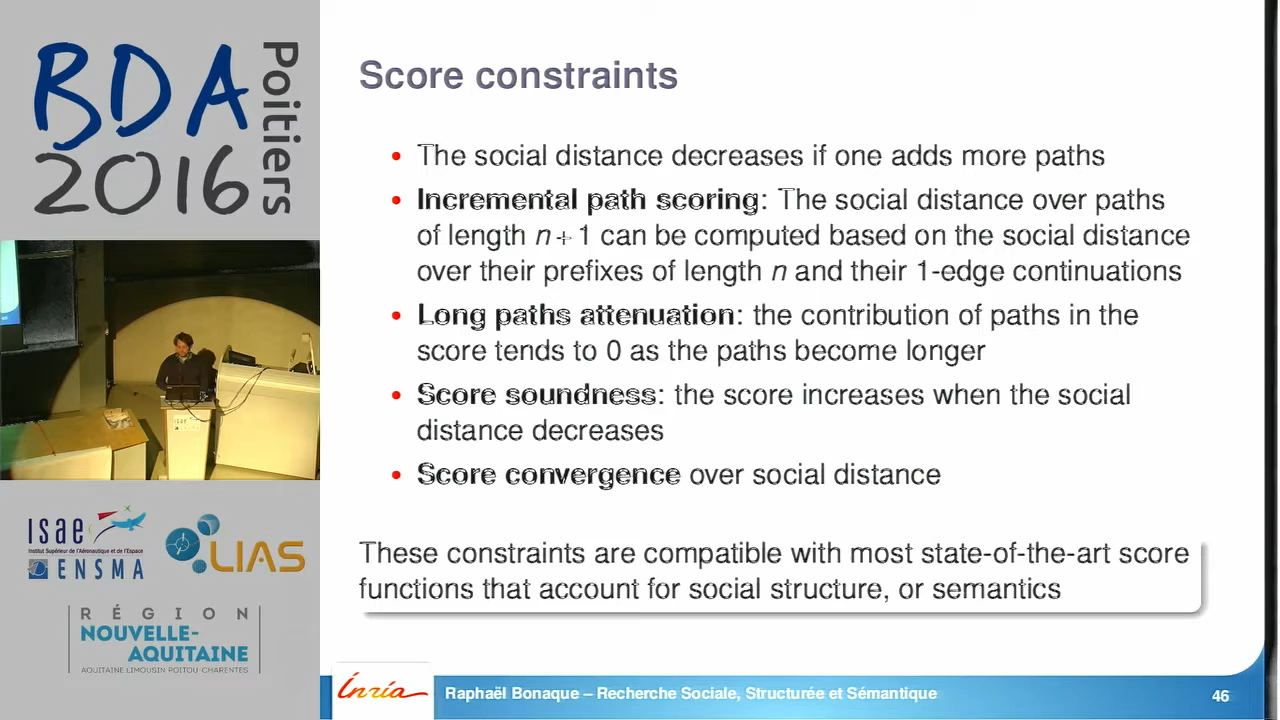 BDA
2016
Poitiers
isae
Institut Supérieur de l'Aéronautique et de l'Espace
ENSMA
LIAS
RÉGION
NOUVELLE-
AQUITAINE
AQUITAINE LIMOUSIN POITOU-CHARENTES
Score constraints
• The social distance decreases if one adds more paths
• Incremental path scoring: The social distance over paths
of length n+1 can be computed based on the social distance
over their prefixes of length n and their 1-edge continuations
• Long paths attenuation: the contribution of paths in the
score tends to 0 as the paths become longer
• Score soundness: the score increases when the social
distance decreases
• Score convergence over social distance
These constraints are compatible with most state-of-the-art score
functions that account for social structure, or semantics
Inria
Raphaël Bonaque – Recherche Sociale, Structurée et Sémantique
46